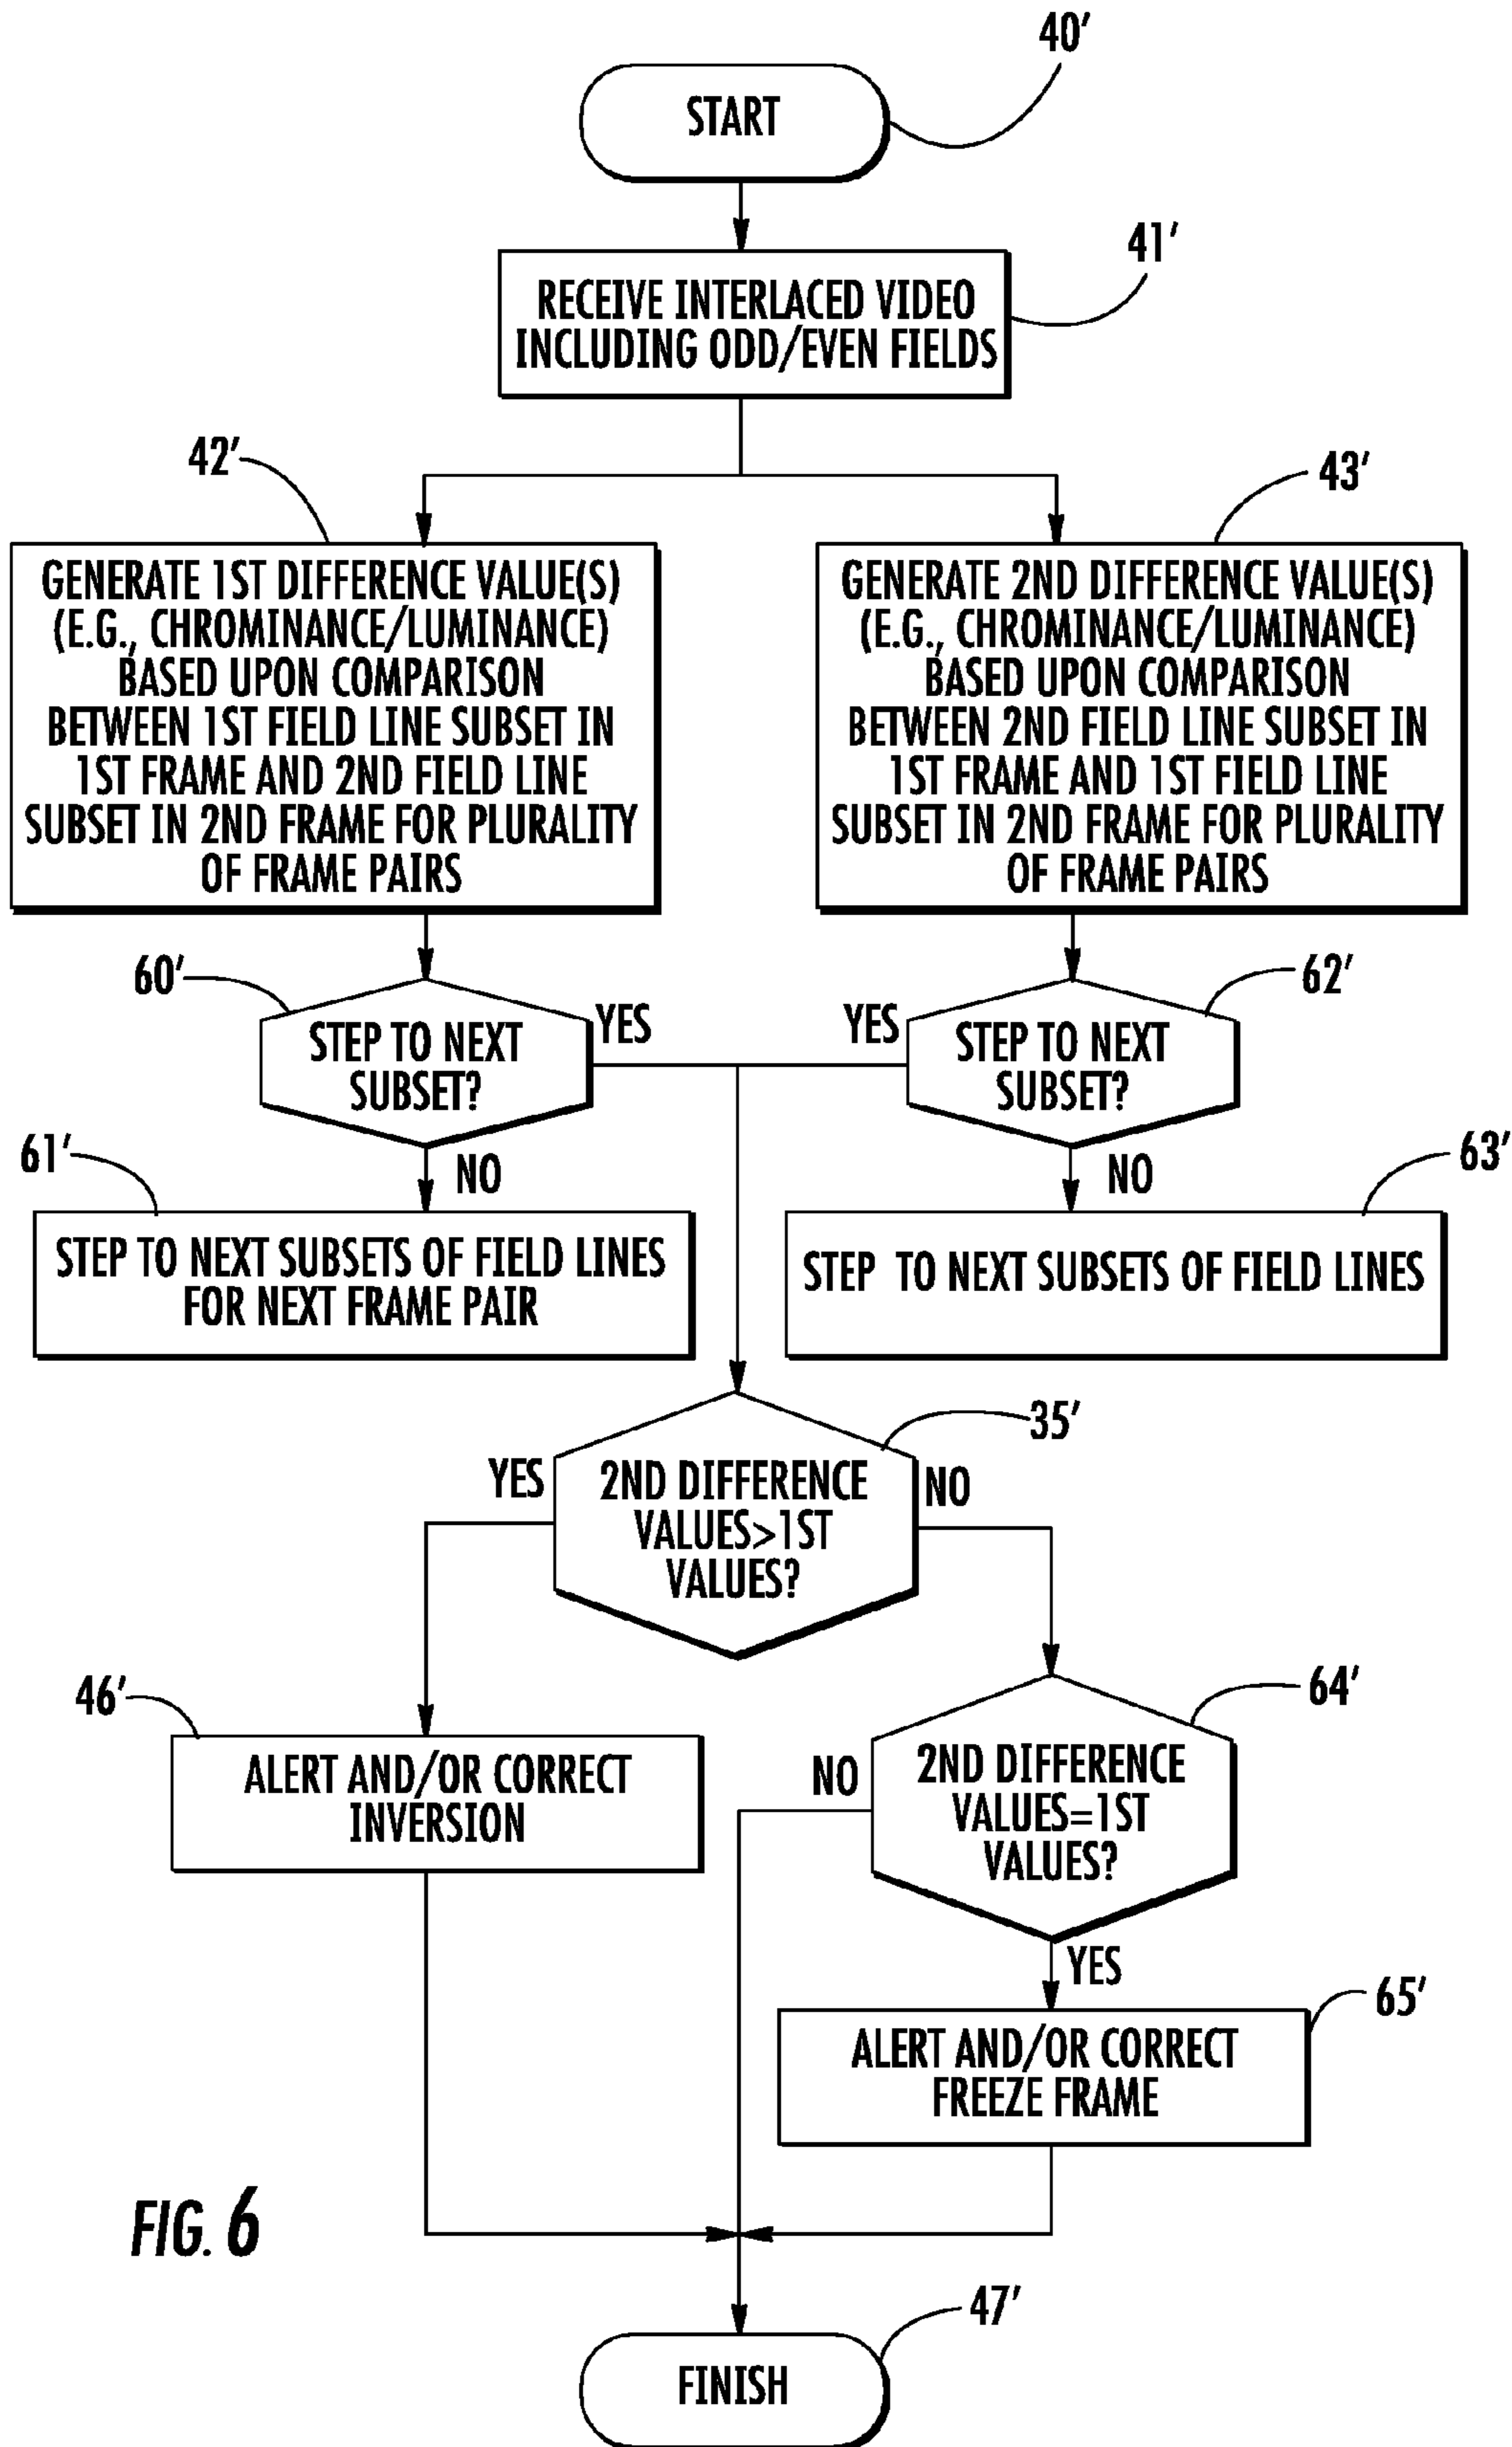 40'
START
41'
RECEIVE INTERLACED VIDEO
INCLUDING ODD/EVEN FIELDS
42'
43'
GENERATE 1ST DIFFERENCE VALUE(S)
(E.G., CHROMINANCE/LUMINANCE)
BASED UPON COMPARISON
BETWEEN 1ST FIELD LINE SUBSET IN
1ST FRAME AND 2ND FIELD LINE
SUBSET IN 2ND FRAME FOR PLURALITY
OF FRAME PAIRS
GENERATE 2ND DIFFERENCE VALUE(S)
(E.G., CHROMINANCE/LUMINANCE)
BASED UPON COMPARISON
BETWEEN 2ND FIELD LINE SUBSET IN
1ST FRAME AND 1ST FIELD LINE
SUBSET IN 2ND FRAME FOR PLURALITY
OF FRAME PAIRS
60'
STEP TO NEXT
SUBSET?
YES
NO
62'
YES
STEP TO NEXT
SUBSET?
NO
61'
STEP TO NEXT SUBSETS OF FIELD LINES
FOR NEXT FRAME PAIR
63'
STEP TO NEXT SUBSETS OF FIELD LINES
35'
YES
2ND DIFFERENCE
VALUES>1ST
VALUES?
NO
46'
ALERT AND/OR CORRECT
INVERSION
64'
NO
2ND DIFFERENCE
VALUES=1ST
VALUES?
YES
65'
ALERT AND/OR CORRECT
FREEZE FRAME
FIG. 6
47'
FINISH